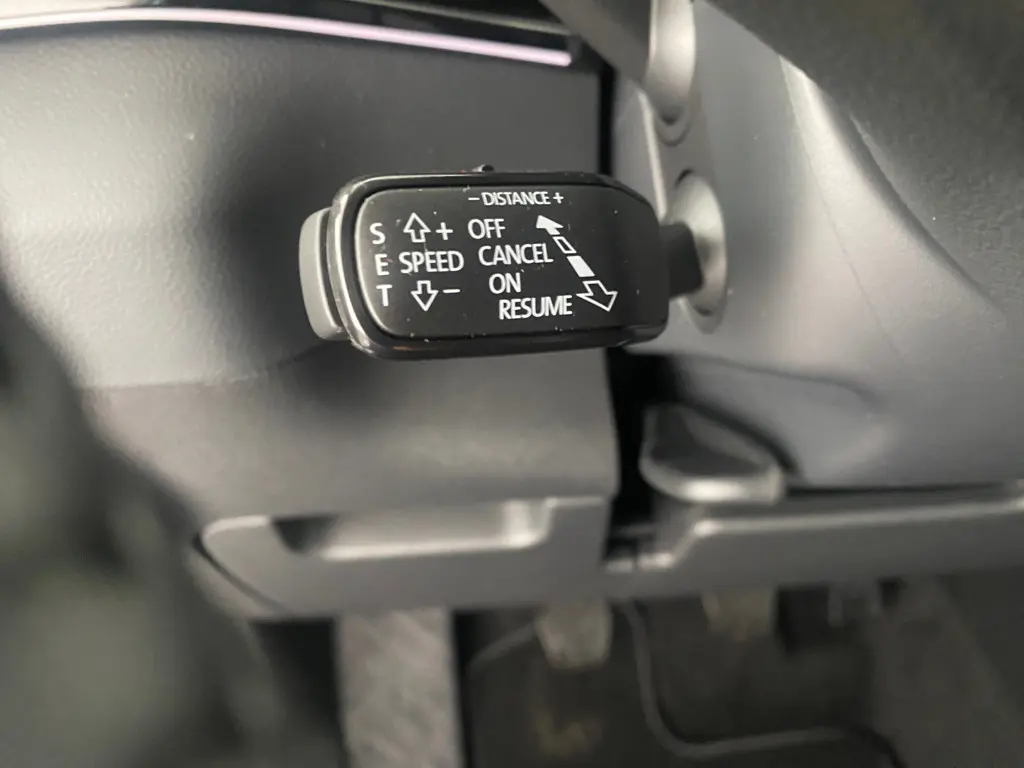 - DISTANCE +
S + OFF
E SPEED CANCEL
T - ON
RESUME